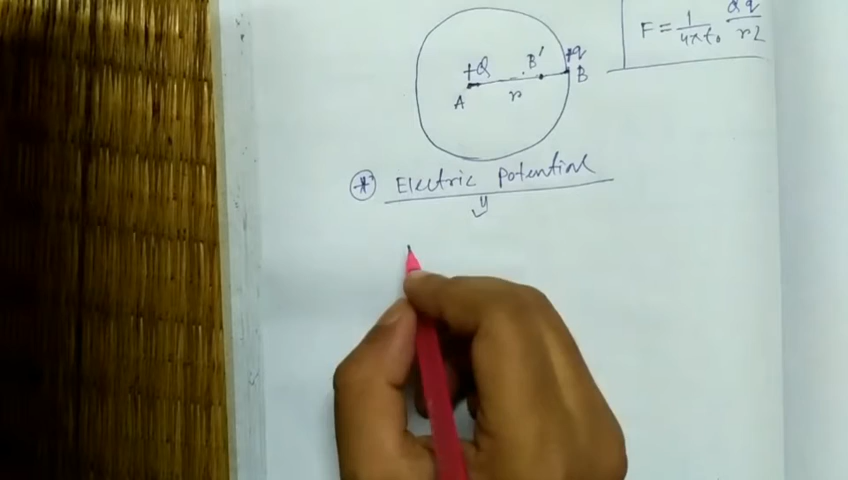 F = 1/4πε₀ Qq/r2
+Q B' +q
A r B
* Electric Potential